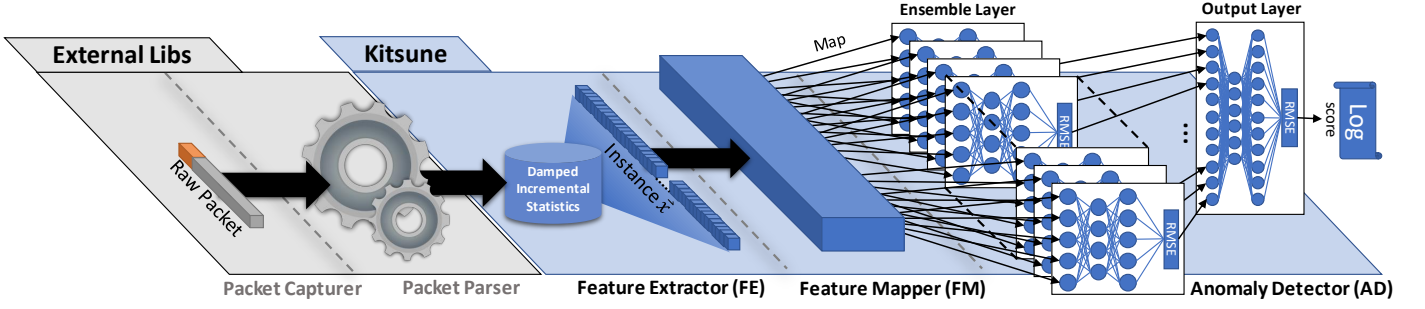 External Libs
Kitsune
Ensemble Layer
Output Layer
Map
Raw Packet
Damped
Incremental
Statistics
Instance x⃗
RMSE
RMSE
RMSE
score
Log
Packet Capturer
Packet Parser
Feature Extractor (FE)
Feature Mapper (FM)
Anomaly Detector (AD)